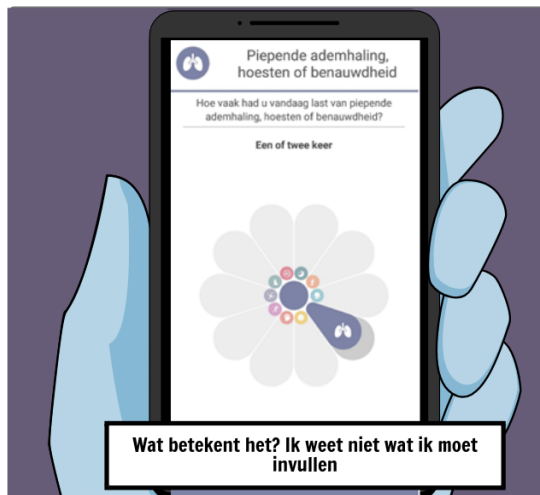 Piepende ademhaling,
hoesten of benauwdheid
Hoe vaak had u vandaag last van piepende
ademhaling, hoesten of benauwdheid?
Een of twee keer
Wat betekent het? Ik weet niet wat ik moet
invullen